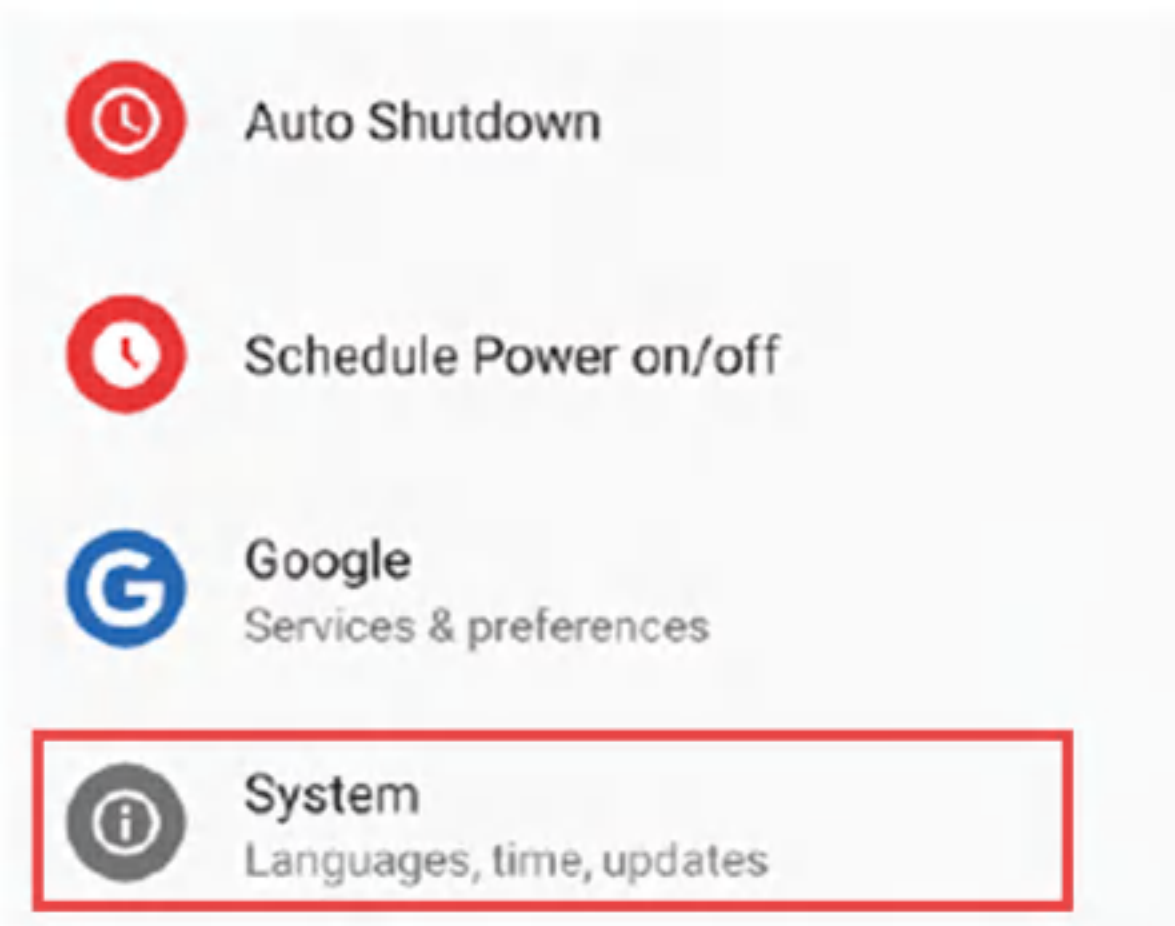 Auto Shutdown
Schedule Power on/off
Google
Services & preferences
System
Languages, time, updates